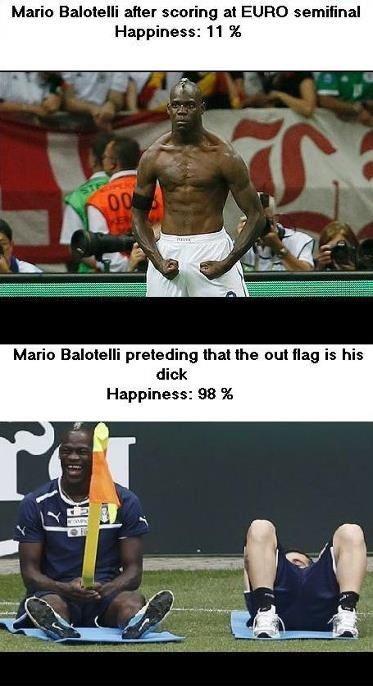 Mario Balotelli after scoring at EURO semifinal
Happiness: 11 %
Mario Balotelli preteding that the out flag is his
dick
Happiness: 98 %